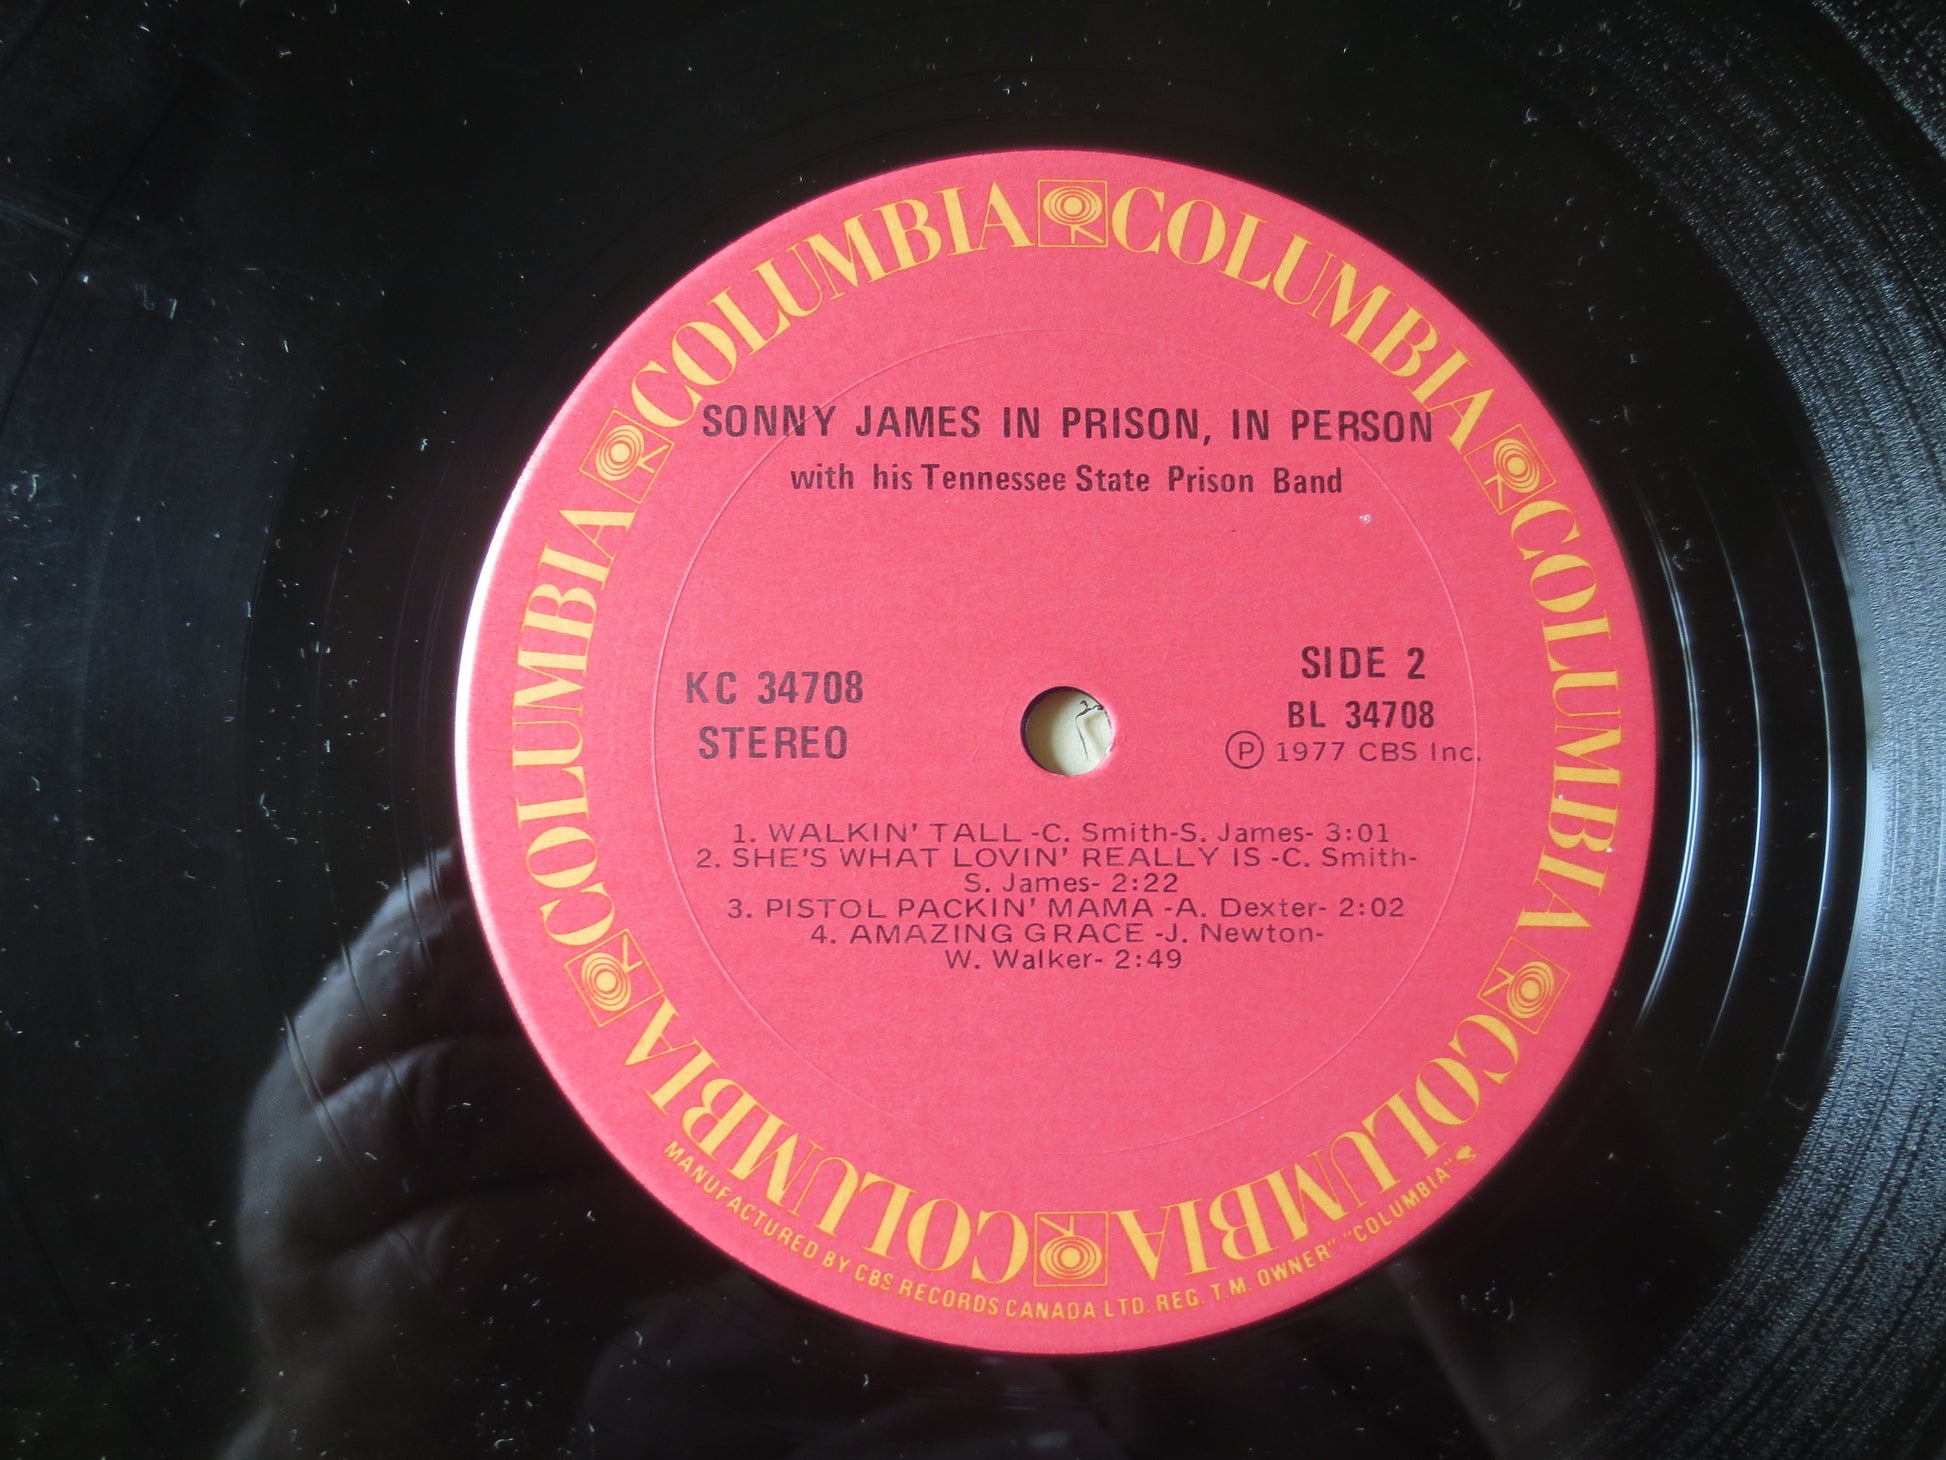 COLUMBIA COLUMBIA COLUMBIA COLUMBIA COLUMBIA COLUMBIA
SONNY JAMES IN PRISON, IN PERSON
with his Tennessee State Prison Band
KC 34708
STEREO
SIDE 2
BL 34708
Ⓟ 1977 CBS Inc.
1. WALKIN' TALL -C. Smith-S. James- 3:01
2. SHE'S WHAT LOVIN' REALLY IS -C. Smith-
S. James- 2:22
3. PISTOL PACKIN' MAMA -A. Dexter- 2:02
4. AMAZING GRACE -J. Newton-
W. Walker- 2:49
MANUFACTURED BY CBS RECORDS CANADA LTD. REG. T.M. OWNER" "COLUMBIA"